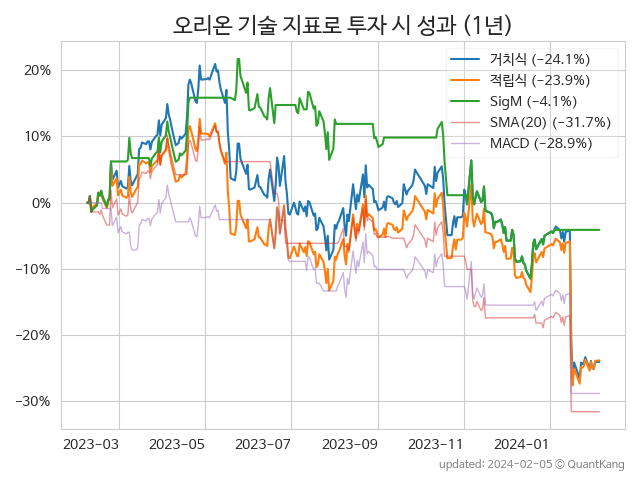 오리온 기술 지표로 투자 시 성과 (1년)
거치식 (−24.1%)
적립식 (−23.9%)
SigM (−4.1%)
SMA(20) (−31.7%)
MACD (−28.9%)
20%
10%
0%
−10%
−20%
−30%
2023-03 2023-05 2023-07 2023-09 2023-11 2024-01
updated: 2024-02-05 © QuantKang